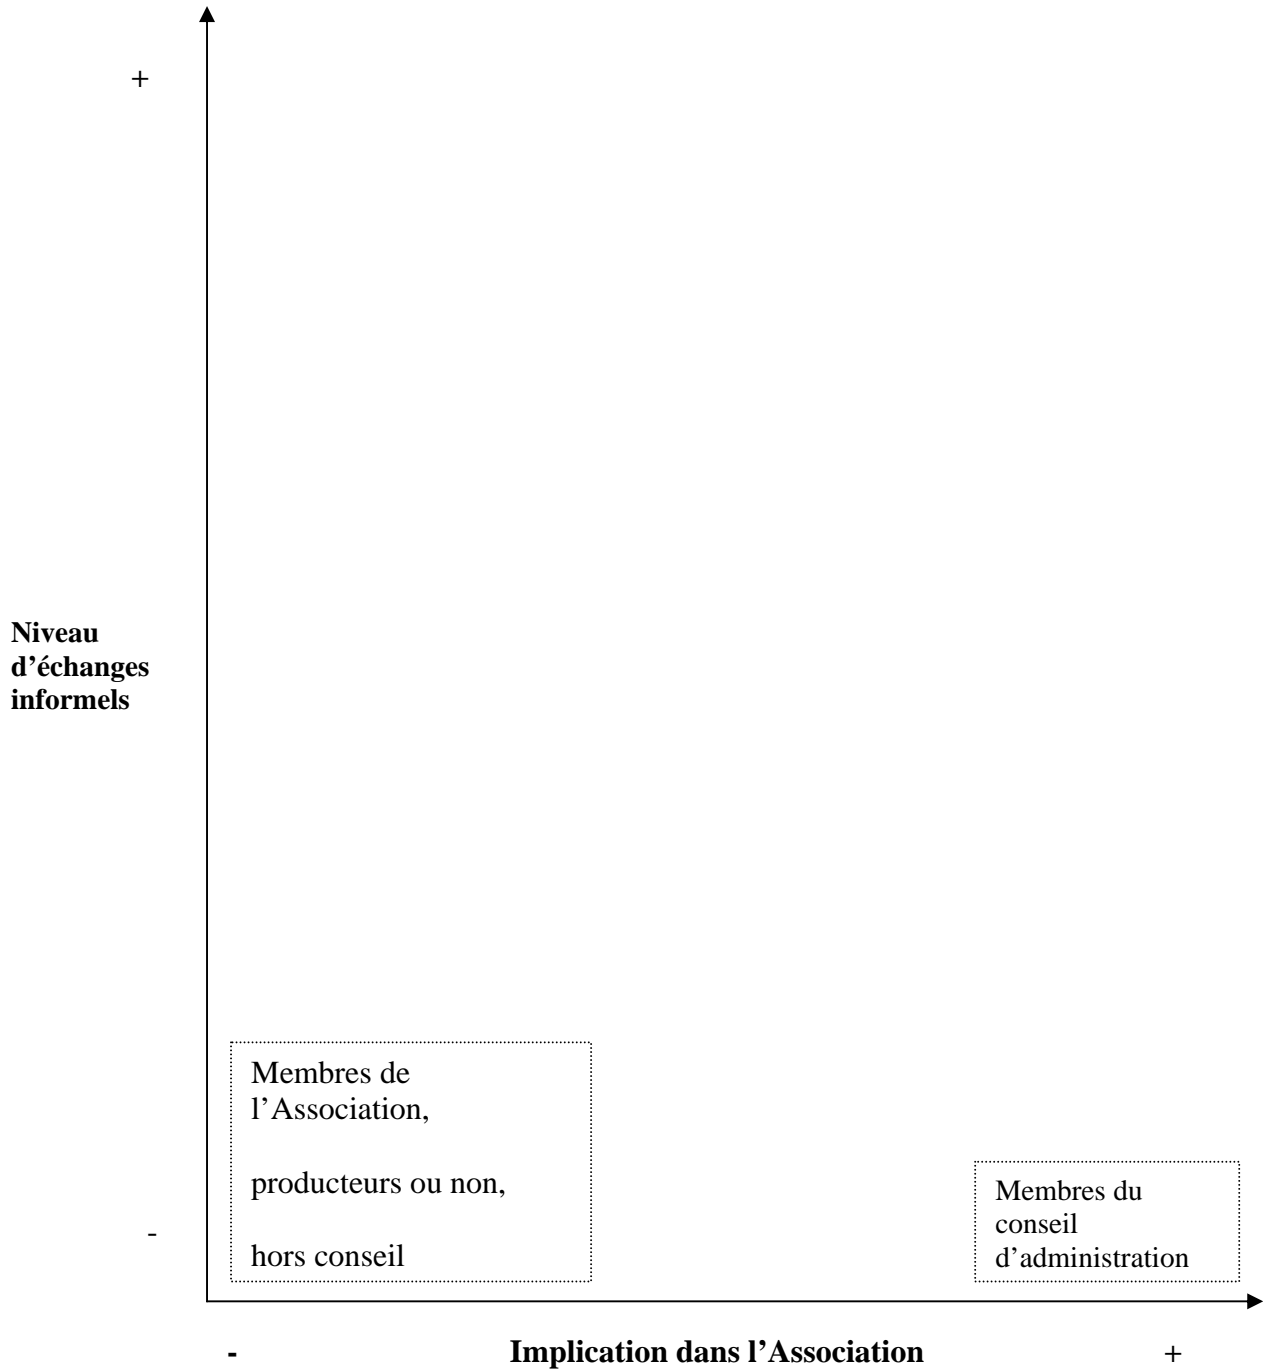 +
Niveau
d’échanges
informels
Membres de
l’Association,
producteurs ou non,
hors conseil
Membres du
conseil
d’administration
-
- Implication dans l’Association +